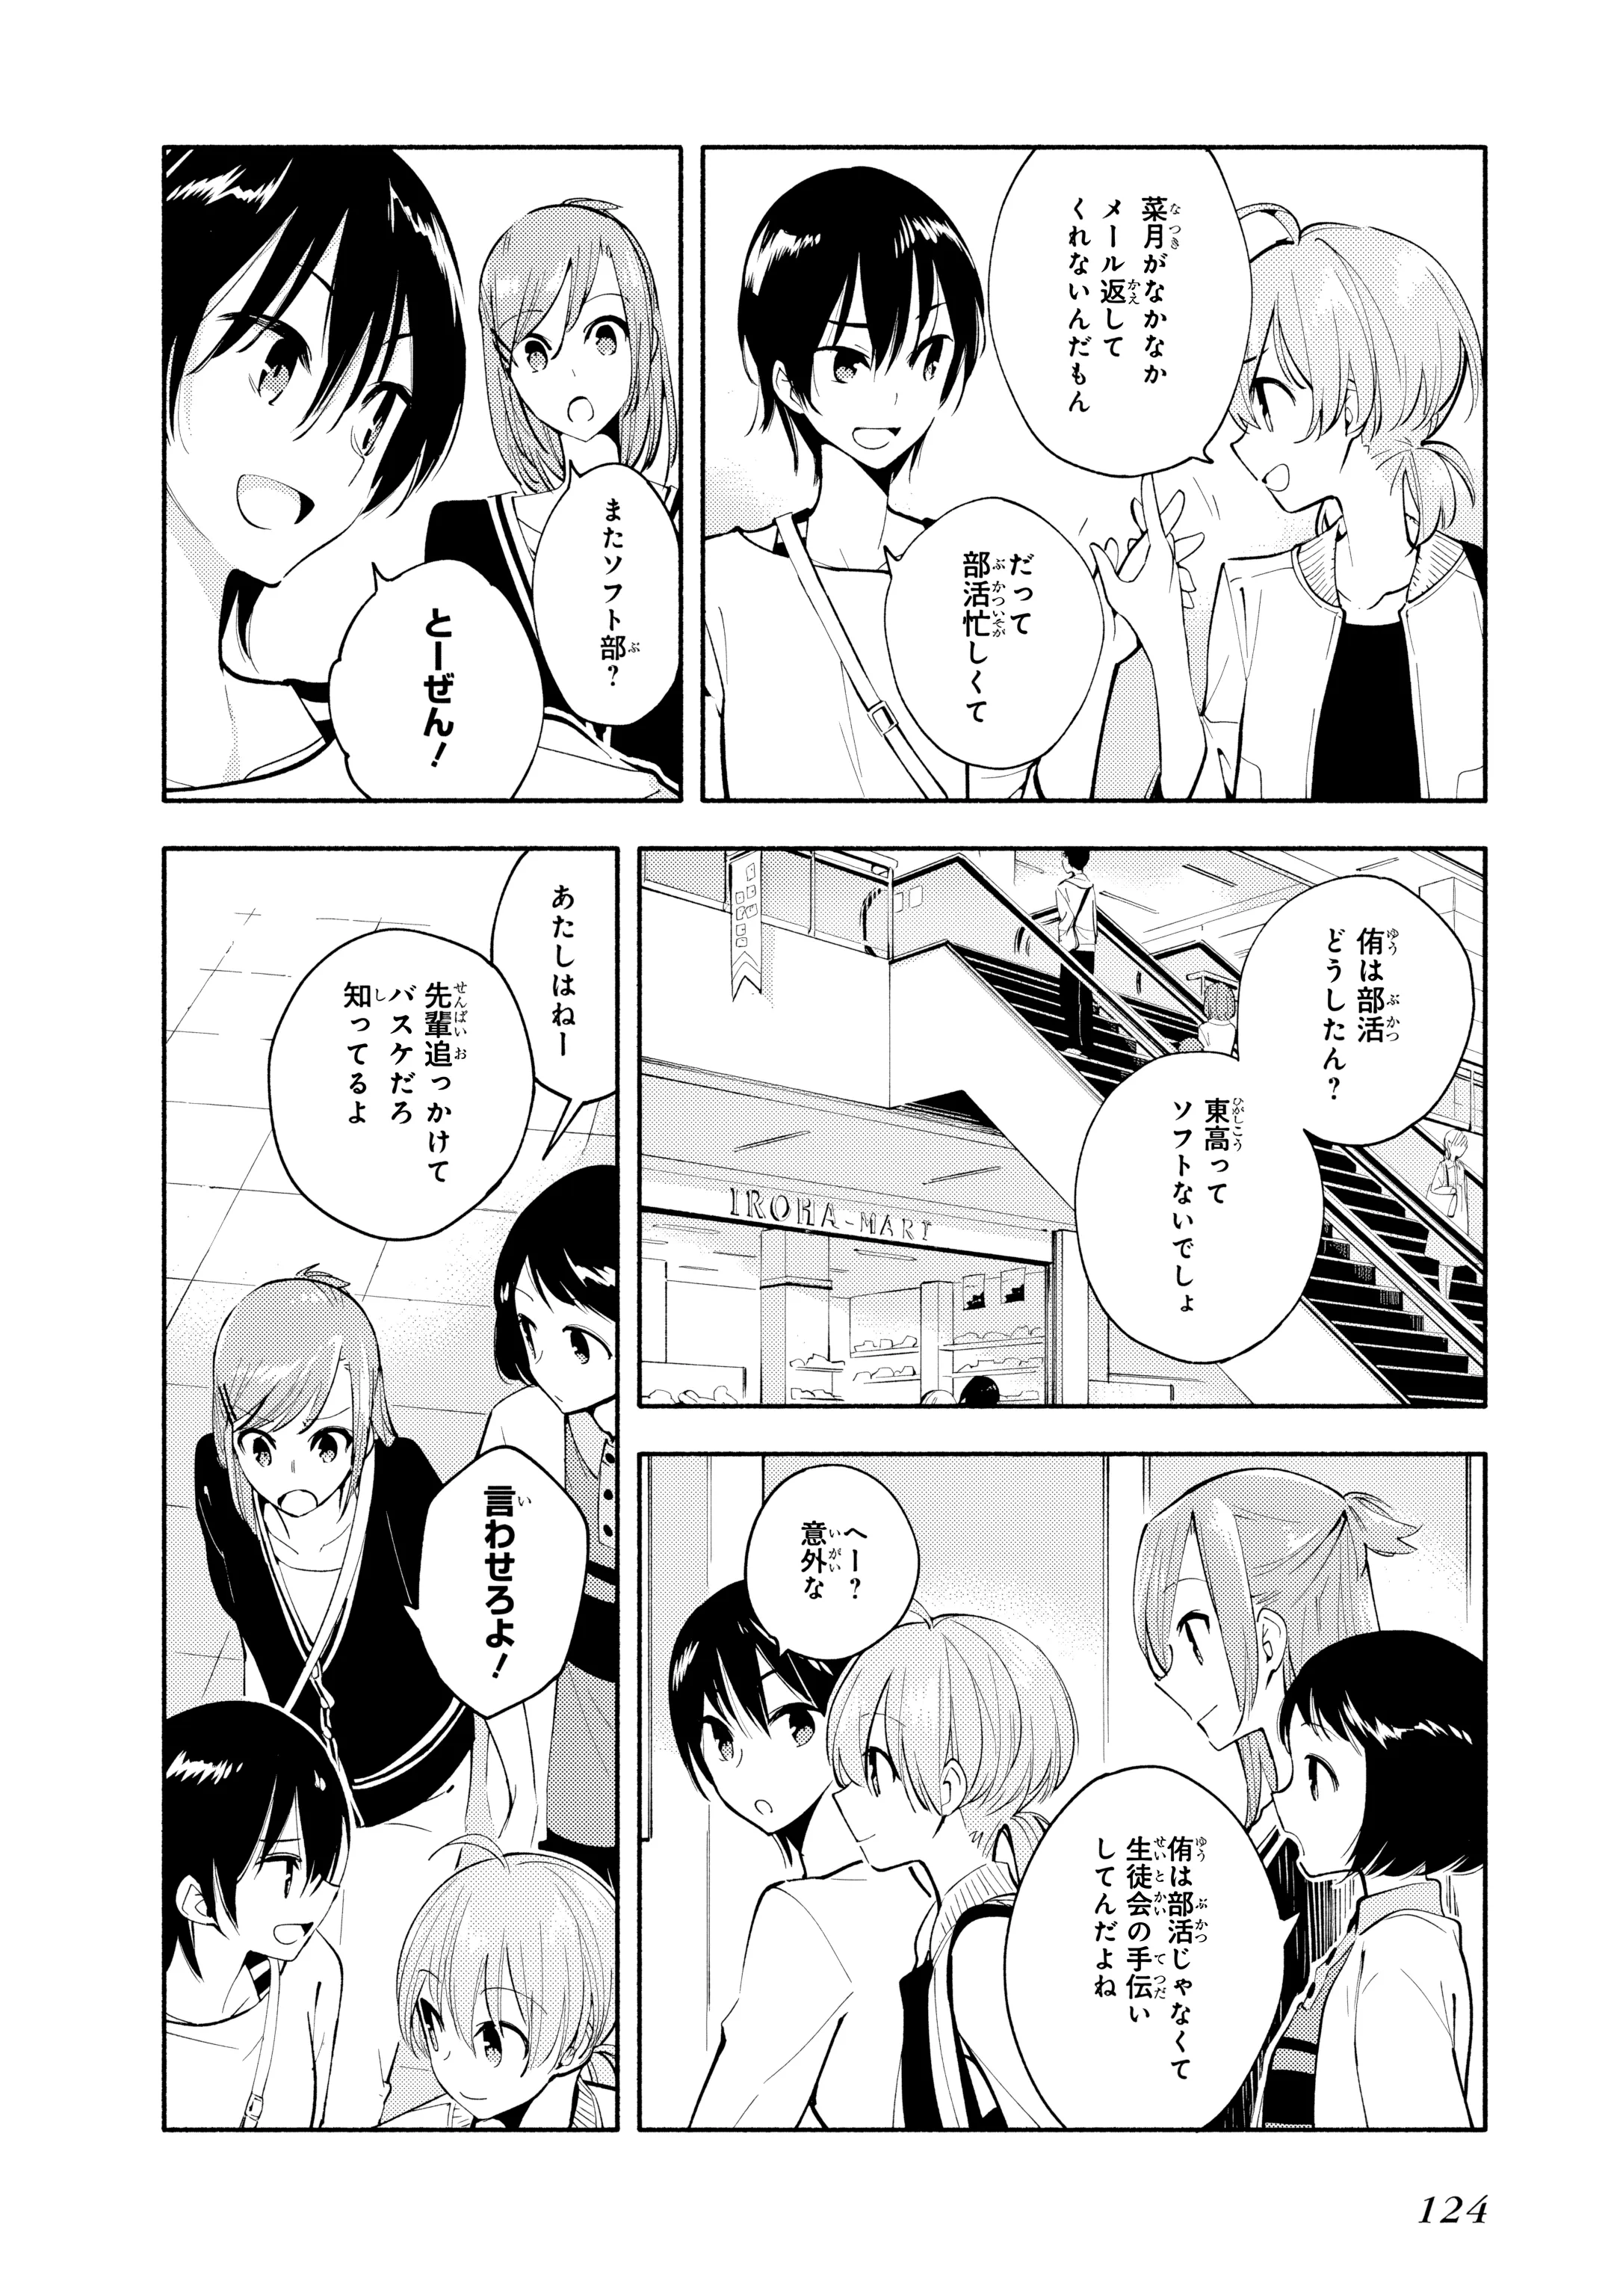 菜月がなかなか
メール返して
くれないんだもん
だって
部活忙しくて
またソフト部?
とーぜん!
侑は部活
どうしたん?
東高って
ソフトないでしょ
IROHA-MART
へー?
意外な
侑は部活じゃなくて
生徒会の手伝い
してんだよね
あたしはねー
先輩追っかけて
バスケだろ
知ってるよ
言わせろよ!
124